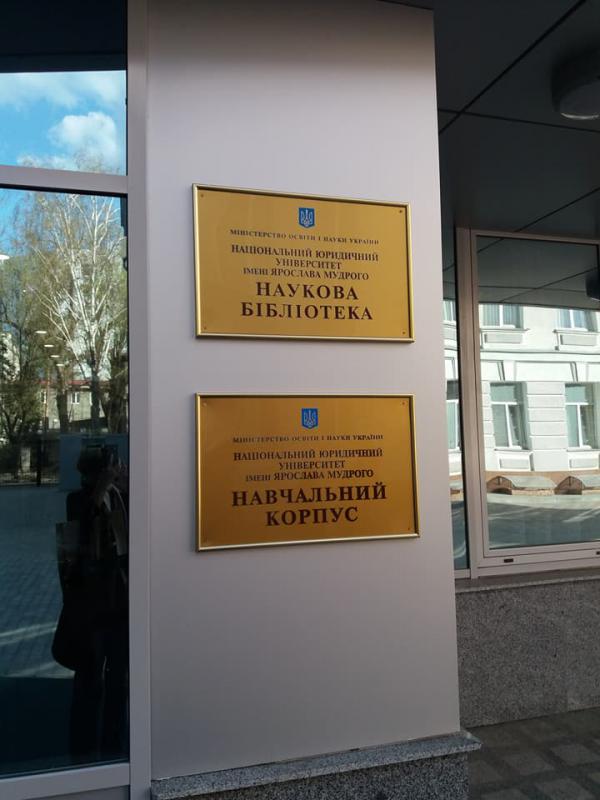 МІНІСТЕРСТВО ОСВІТИ І НАУКИ УКРАЇНИ
НАЦІОНАЛЬНИЙ ЮРИДИЧНИЙ
УНІВЕРСИТЕТ
ІМЕНІ ЯРОСЛАВА МУДРОГО
НАУКОВА
БІБЛІОТЕКА
МІНІСТЕРСТВО ОСВІТИ І НАУКИ УКРАЇНИ
НАЦІОНАЛЬНИЙ ЮРИДИЧНИЙ
УНІВЕРСИТЕТ
ІМЕНІ ЯРОСЛАВА МУДРОГО
НАВЧАЛЬНИЙ
КОРПУС